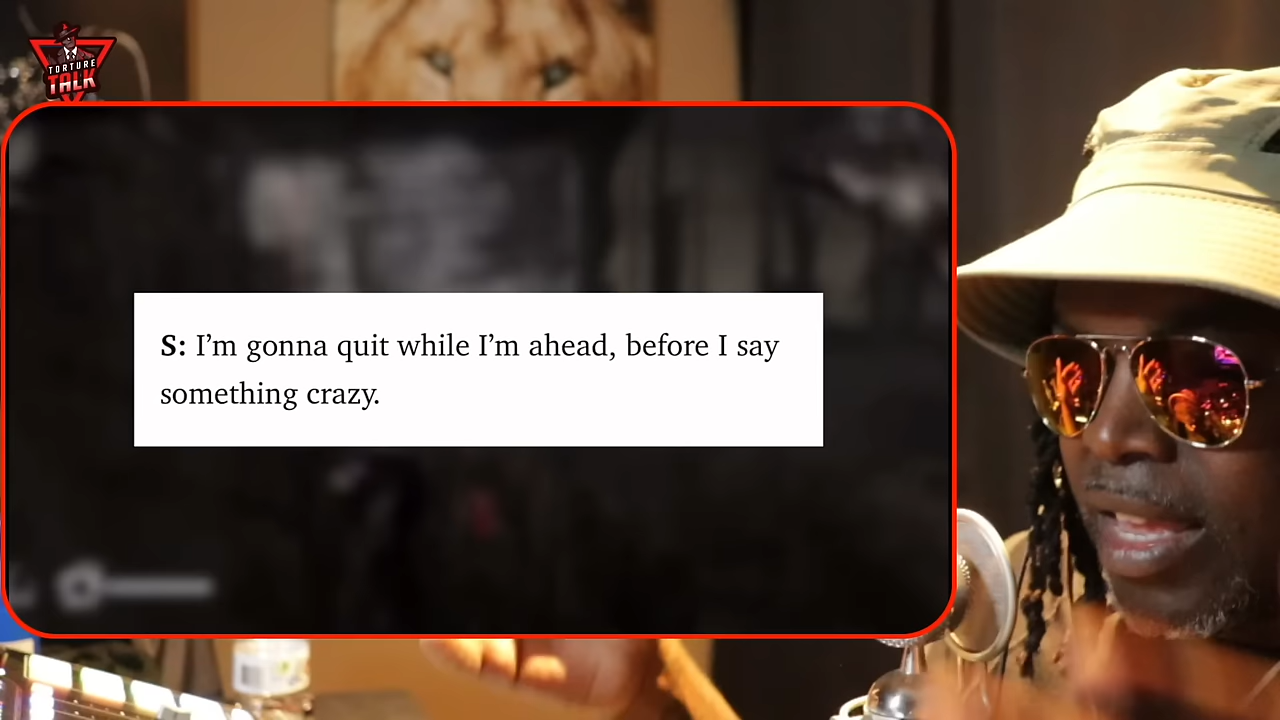 TORTURE
TALK
S: I’m gonna quit while I’m ahead, before I say
something crazy.